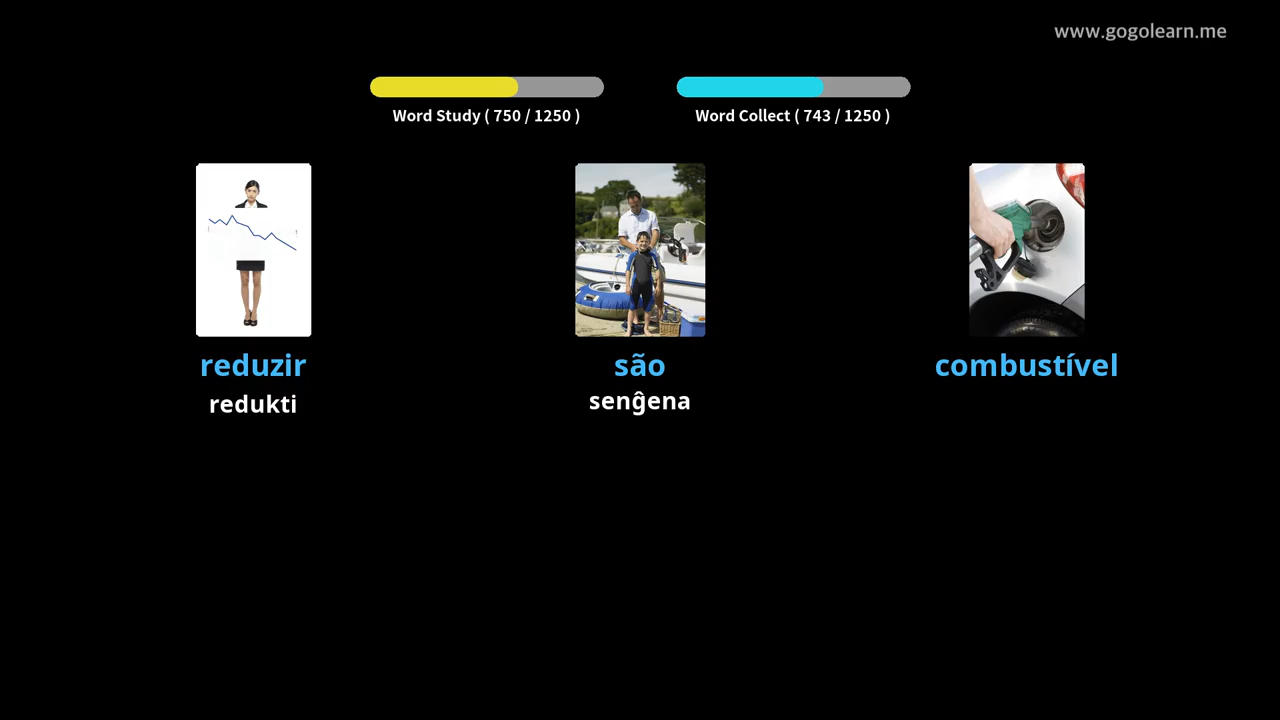 www.gogolearn.me
Word Study ( 750 / 1250 )
Word Collect ( 743 / 1250 )
reduzir
redukti
são
senĝena
combustível